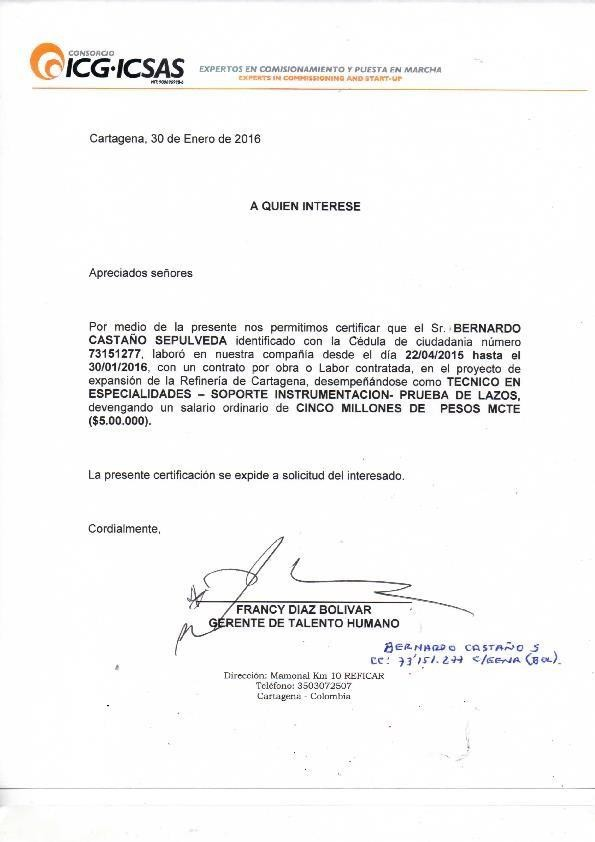 CONSORCIO
ICG·ICSAS
EXPERTOS EN COMISIONAMIENTO Y PUESTA EN MARCHA
EXPERTS IN COMMISSIONING AND START-UP
Cartagena, 30 de Enero de 2016
A QUIEN INTERESE
Apreciados señores
Por medio de la presente nos permitimos certificar que el Sr. BERNARDO
CASTAÑO SEPULVEDA identificado con la Cédula de ciudadania número
73151277, laboró en nuestra compañía desde el día 22/04/2015 hasta el
30/01/2016, con un contrato por obra o Labor contratada, en el proyecto de
expansión de la Refinería de Cartagena, desempeñándose como TECNICO EN
ESPECIALIDADES – SOPORTE INSTRUMENTACION- PRUEBA DE LAZOS,
devengando un salario ordinario de CINCO MILLONES DE PESOS MCTE
($5.00.000).
La presente certificación se expide a solicitud del interesado.
Cordialmente,
FRANCY DIAZ BOLIVAR
GERENTE DE TALENTO HUMANO
BERNARDO CASTAÑO S
CC: 73'151.277 C/GENA (BOL).
Dirección: Mamonal Km 10 REFICAR
Teléfono: 3503072507
Cartagena - Colombia